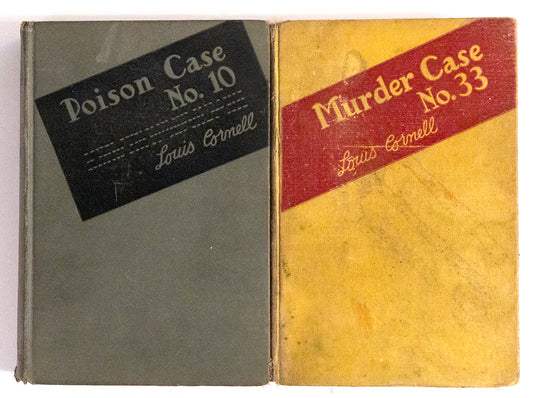 Poison Case
No. 10
Louis Cornell
Murder Case
No. 33
Louis Cornell